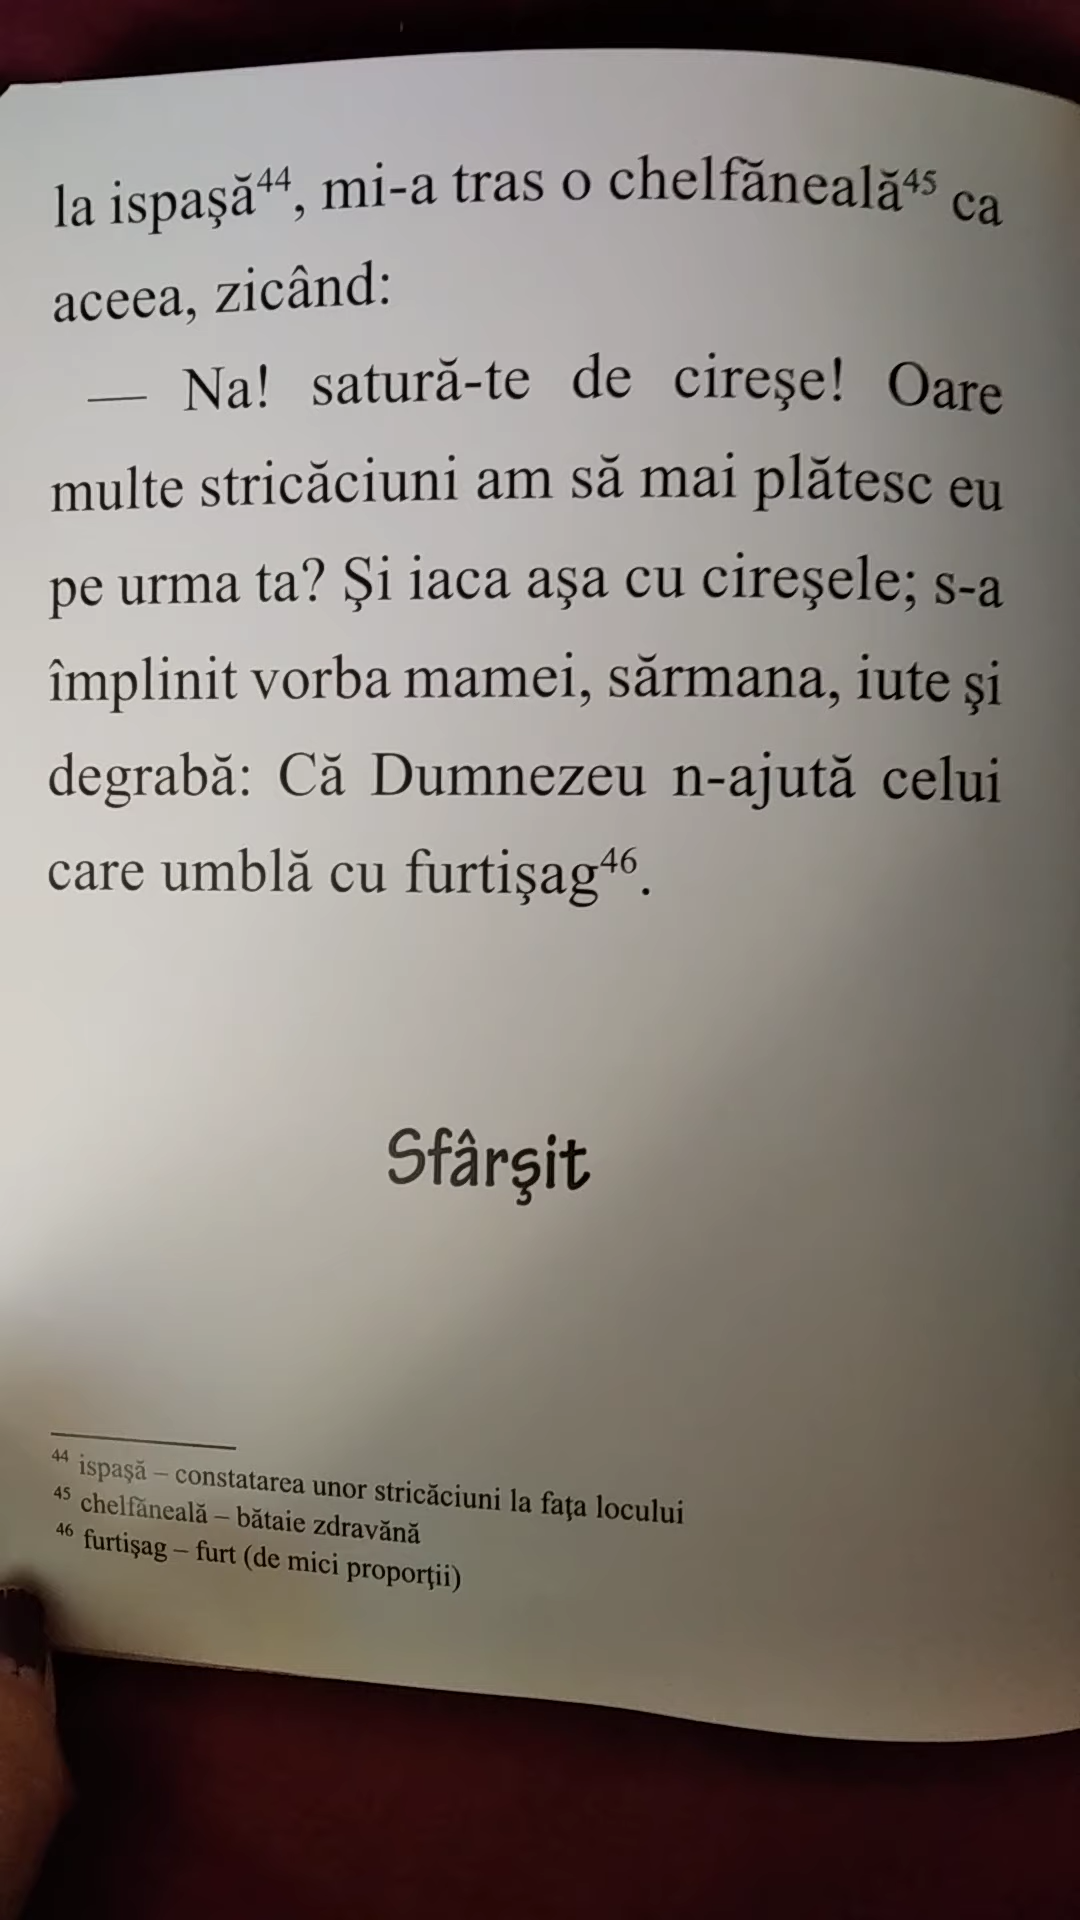 la ispaşă⁴⁴, mi-a tras o chelfăneală⁴⁵ ca
aceea, zicând:
— Na! satură-te de cireşe! Oare
multe stricăciuni am să mai plătesc eu
pe urma ta? Şi iaca aşa cu cireşele; s-a
împlinit vorba mamei, sărmana, iute şi
degrabă: Că Dumnezeu n-ajută celui
care umblă cu furtişag⁴⁶.
Sfârşit
⁴⁴ ispaşă – constatarea unor stricăciuni la faţa locului
⁴⁵ chelfăneală – bătaie zdravănă
⁴⁶ furtişag – furt (de mici proporţii)